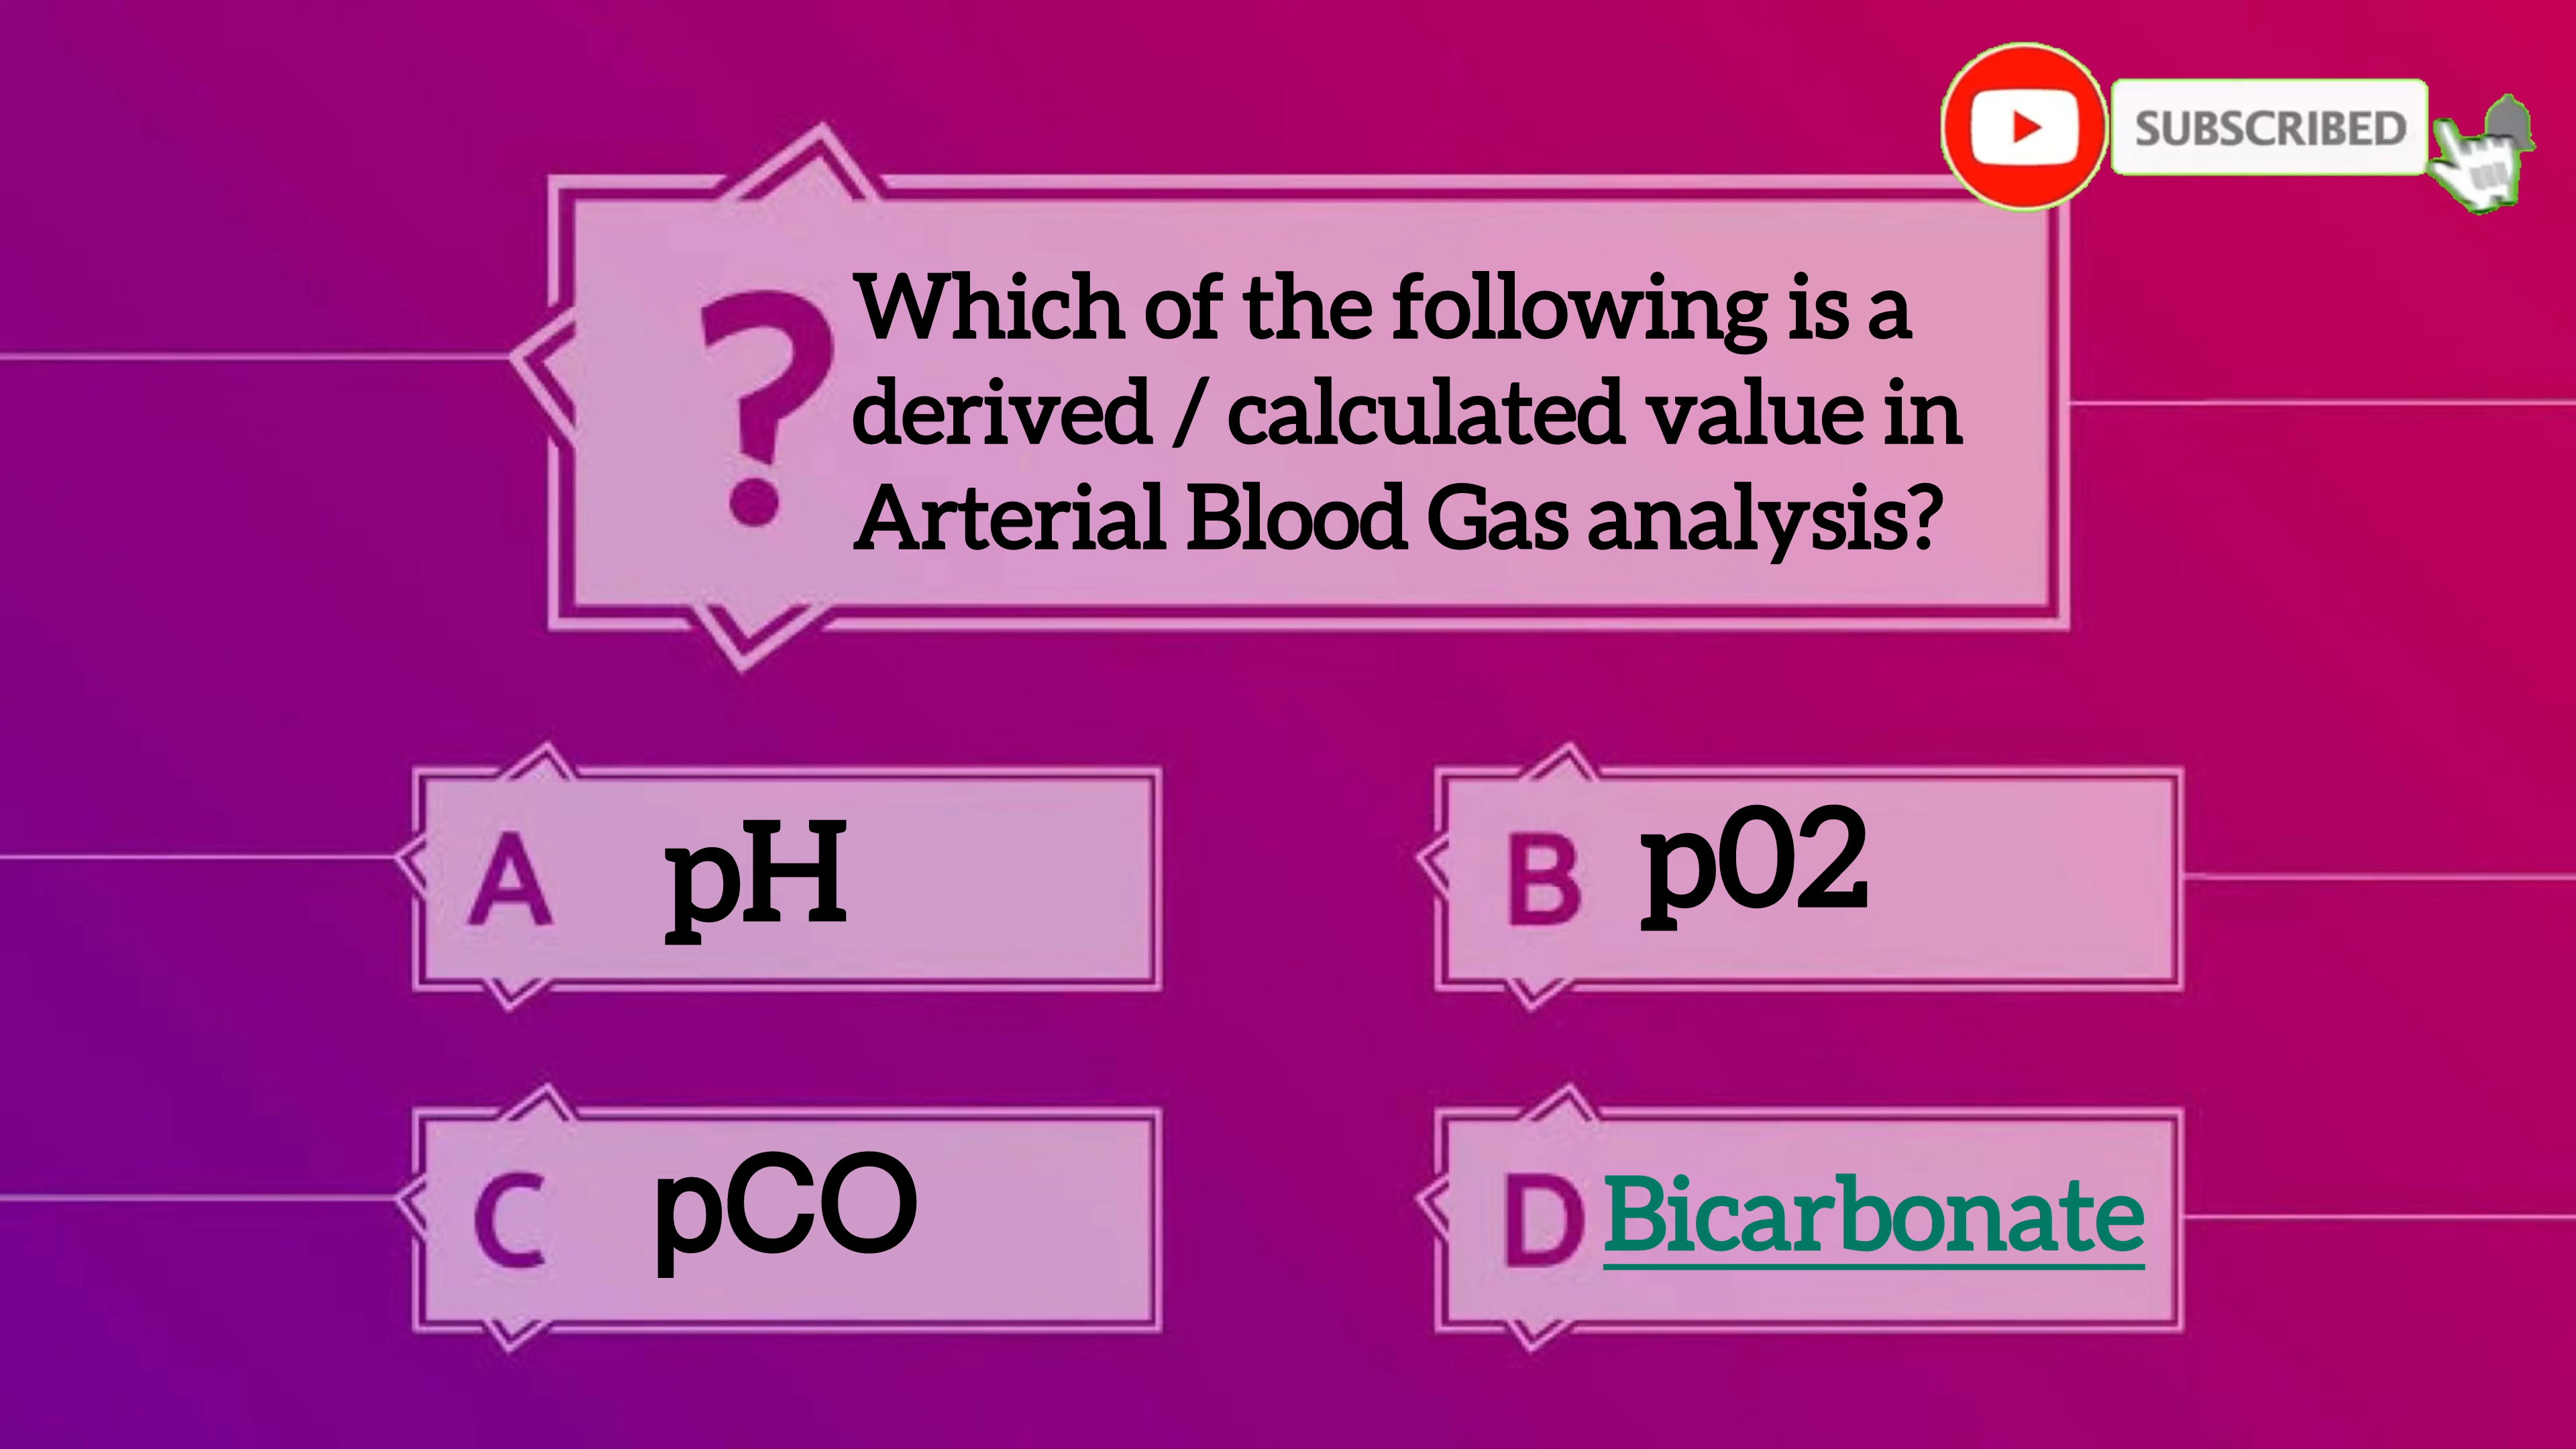 SUBSCRIBED
? Which of the following is a
derived / calculated value in
Arterial Blood Gas analysis?
A pH
B p02
C pCO
D Bicarbonate